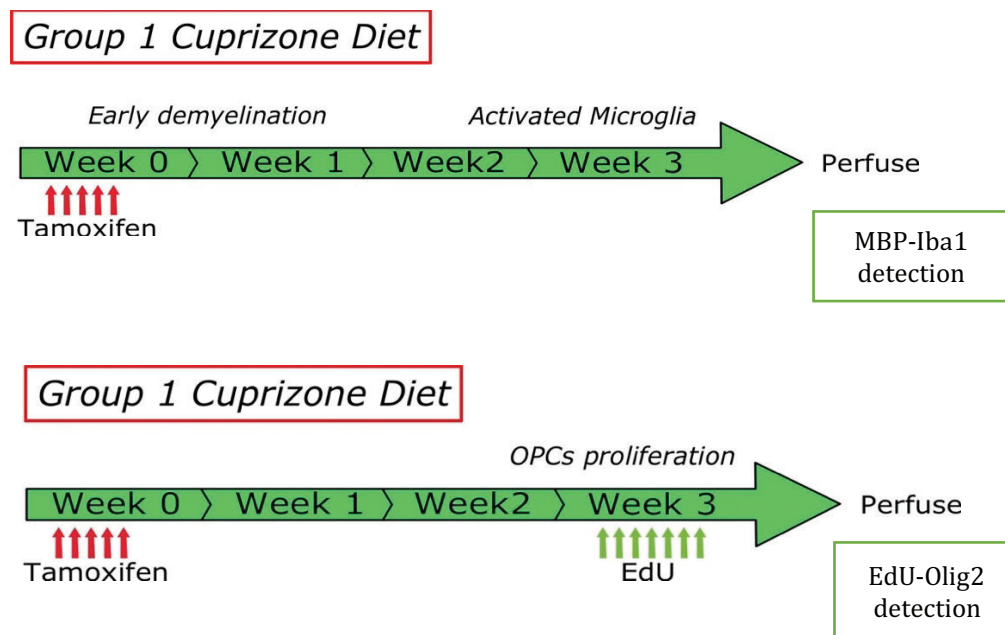 Group 1 Cuprizone Diet
Early demyelination
Activated Microglia
Week 0
Week 1
Week2
Week 3
Perfuse
Tamoxifen
MBP-Iba1
detection
Group 1 Cuprizone Diet
OPCs proliferation
Week 0
Week 1
Week2
Week 3
Perfuse
Tamoxifen
EdU
EdU-Olig2
detection